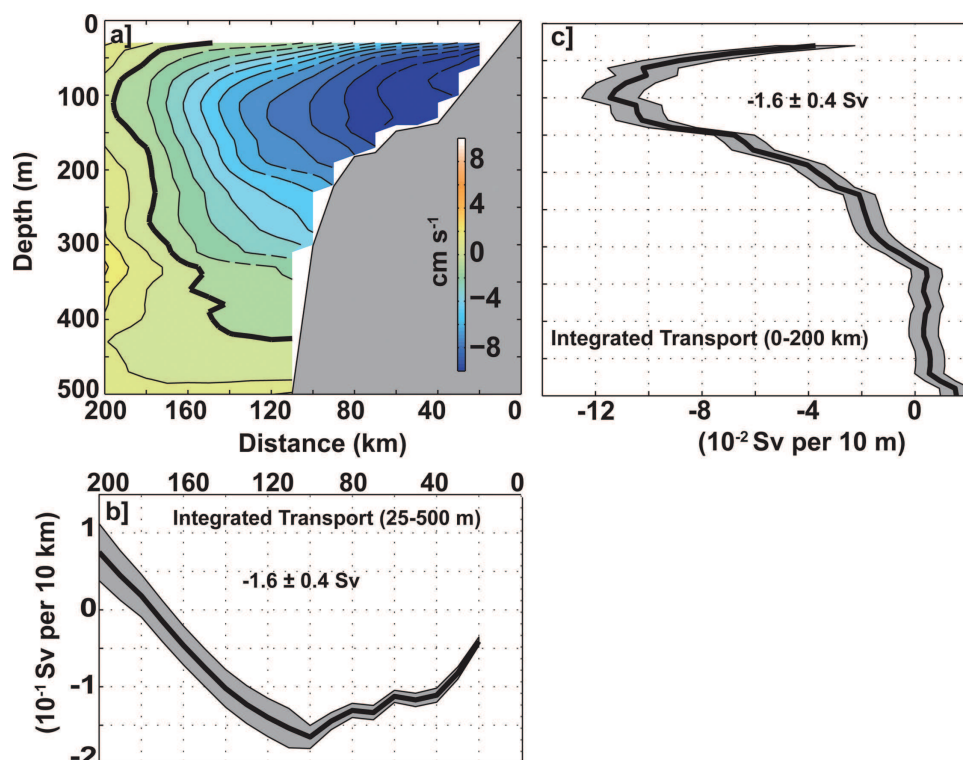 a]
0
100
200
300
400
500
Depth (m)
200 160 120 80 40 0
Distance (km)
8
4
0
−4
−8
cm s⁻¹
c]
-1.6 ± 0.4 Sv
Integrated Transport (0-200 km)
-12 -8 -4 0
(10⁻² Sv per 10 m)
200 160 120 80 40 0
b]
Integrated Transport (25-500 m)
-1.6 ± 0.4 Sv
1
0
-1
-2
(10⁻¹ Sv per 10 km)